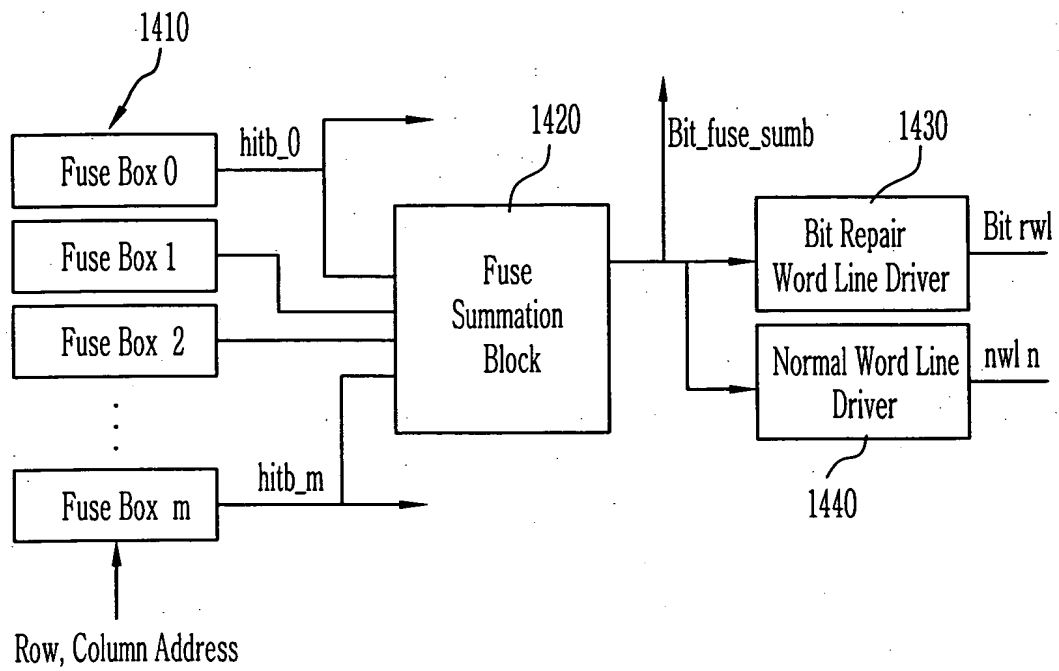 1410
Fuse Box 0
hitb_0
Fuse Box 1
Fuse Box 2
Fuse Box m
hitb_m
Row, Column Address
1420
Fuse
Summation
Block
Bit_fuse_sumb
1430
Bit Repair
Word Line Driver
Bit rwl
Normal Word Line
Driver
nwl n
1440